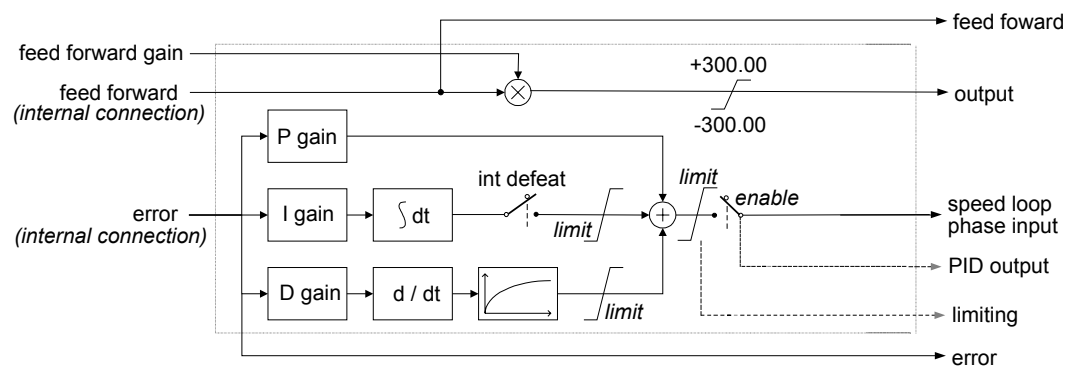 feed foward
feed forward gain
+300.00
feed forward
(internal connection)
output
-300.00
P gain
int defeat
limit
enable
error
(internal connection)
I gain
∫ dt
limit
speed loop
phase input
PID output
D gain
d / dt
limit
limiting
error